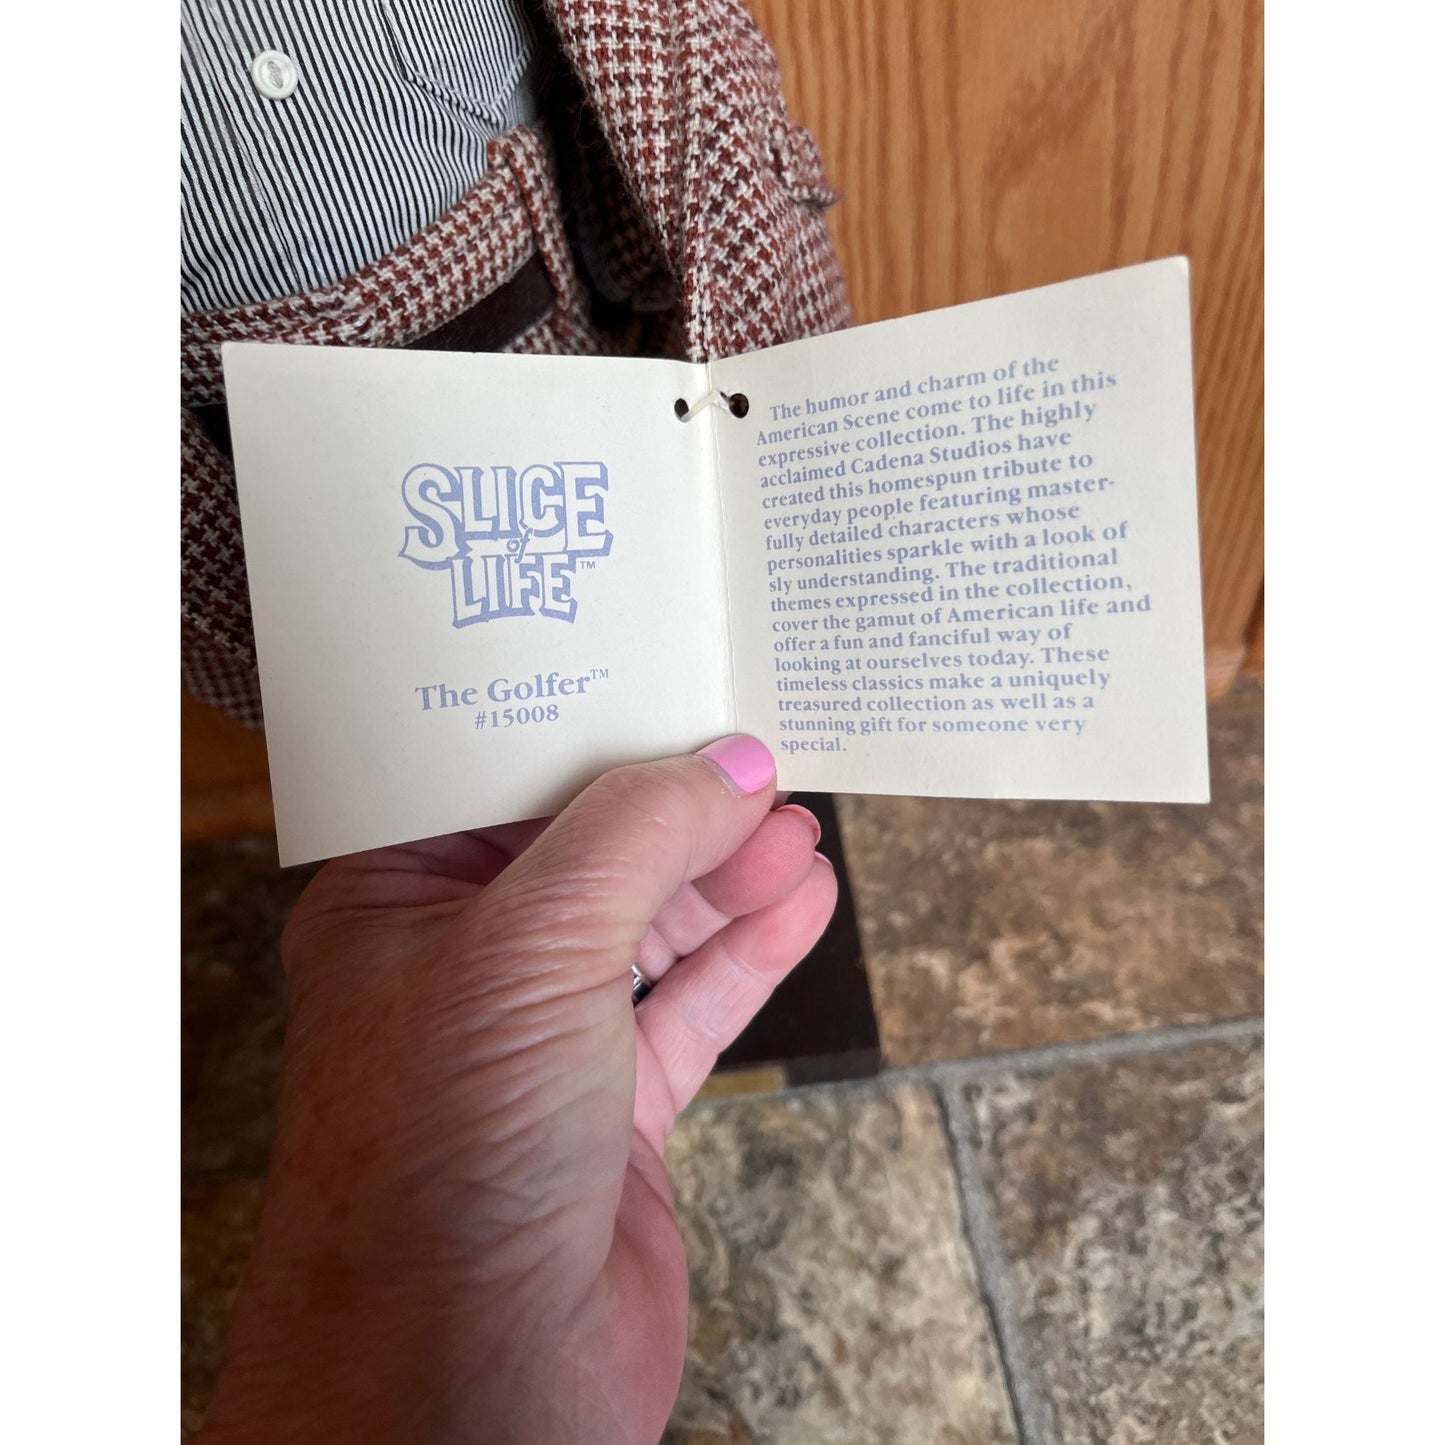 SLICE
of
LIFE™
The Golfer™
#15008
The humor and charm of the
American Scene come to life in this
expressive collection. The highly
acclaimed Cadena Studios have
created this homespun tribute to
everyday people featuring master-
fully detailed characters whose
personalities sparkle with a look of
sly understanding. The traditional
themes expressed in the collection,
cover the gamut of American life and
offer a fun and fanciful way of
looking at ourselves today. These
timeless classics make a uniquely
treasured collection as well as a
stunning gift for someone very
special.